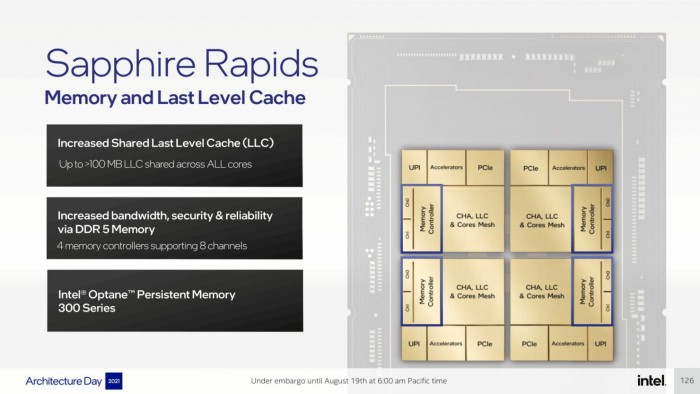 Sapphire Rapids
Memory and Last Level Cache
Increased Shared Last Level Cache (LLC)
Up to >100 MB LLC shared across ALL cores
Increased bandwidth, security & reliability
via DDR 5 Memory
4 memory controllers supporting 8 channels
Intel® Optane™ Persistent Memory
300 Series
UPI Accelerators PCIe PCIe Accelerators UPI
CH0
CH1
Memory
Controller
CHA, LLC
& Cores Mesh
CHA, LLC
& Cores Mesh
Memory
Controller
CH0
CH1
CH0
CH1
Memory
Controller
CHA, LLC
& Cores Mesh
CHA, LLC
& Cores Mesh
Memory
Controller
CH0
CH1
UPI Accelerators PCIe PCIe Accelerators UPI
Architecture Day 2021
Under embargo until August 19th at 6:00 am Pacific time
intel.
126